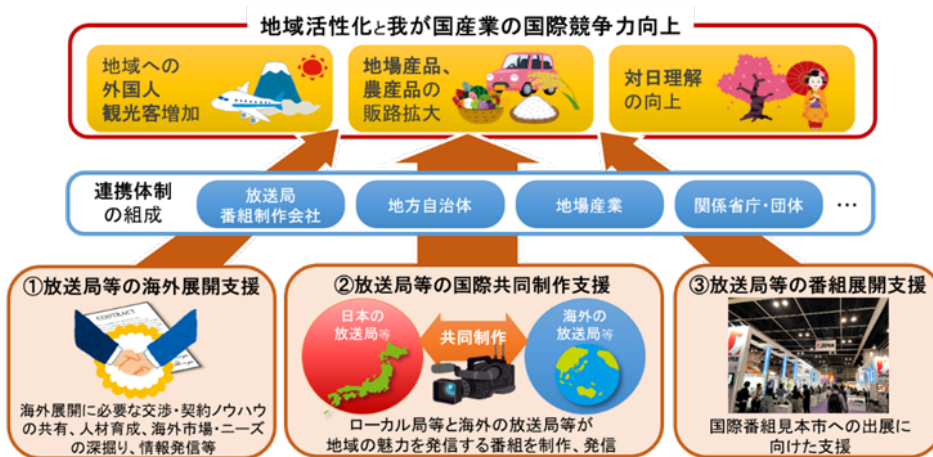 地域活性化と我が国産業の国際競争力向上
地域への
外国人
観光客増加
地場産品、
農産品の
販路拡大
対日理解
の向上
連携体制
の組成
放送局
番組制作会社
地方自治体
地場産業
関係省庁・団体
…
①放送局等の海外展開支援
CONTRACT
海外展開に必要な交渉・契約ノウハウ
の共有、人材育成、海外市場・ニーズ
の深掘り、情報発信等
②放送局等の国際共同制作支援
日本の
放送局等
共同制作
海外の
放送局等
ローカル局等と海外の放送局等が
地域の魅力を発信する番組を制作、発信
③放送局等の番組展開支援
国際番組見本市への出展に
向けた支援